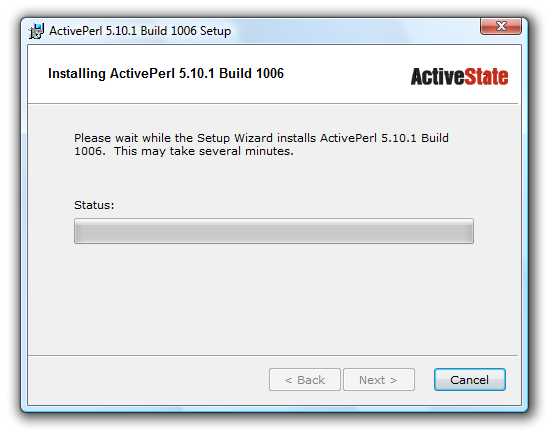 ActivePerl 5.10.1 Build 1006 Setup
Installing ActivePerl 5.10.1 Build 1006
ActiveState
Please wait while the Setup Wizard installs ActivePerl 5.10.1 Build
1006.  This may take several minutes.
Status:
< Back
Next >
Cancel